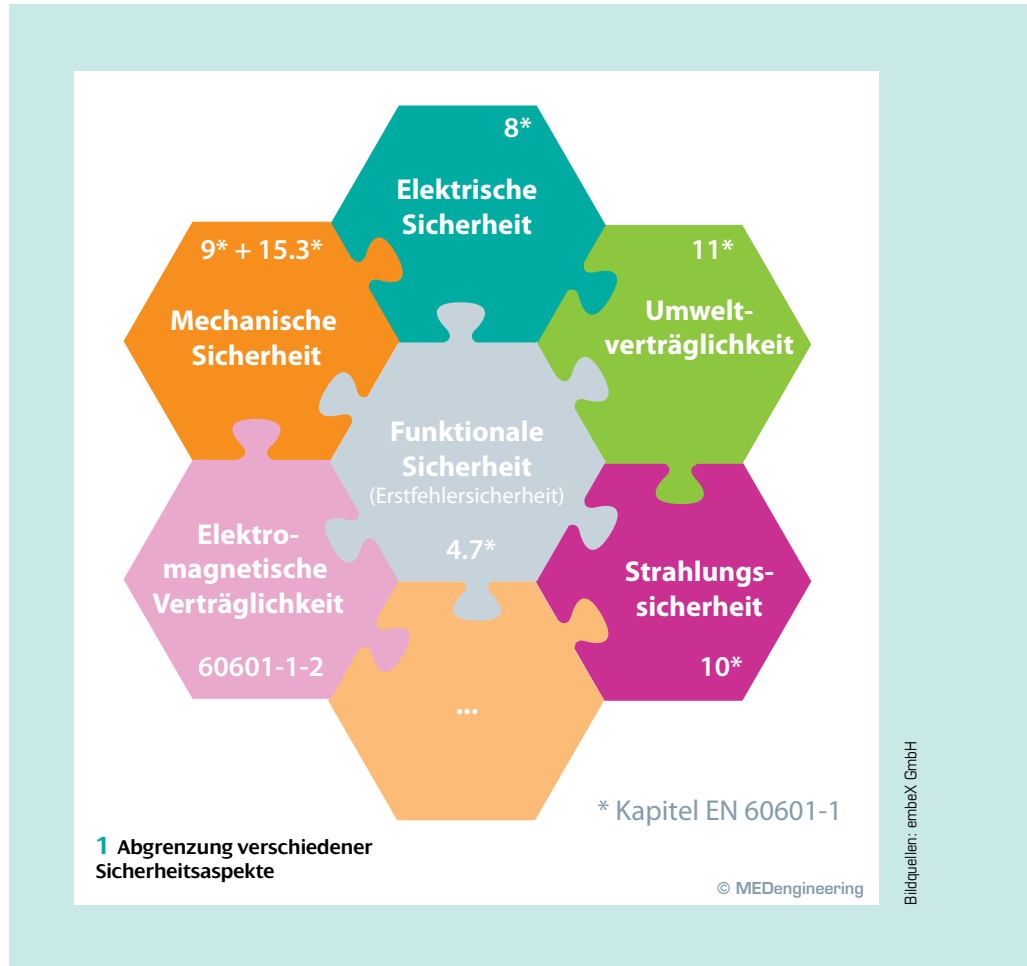 8*
Elektrische
Sicherheit
9* + 15.3*
Mechanische
Sicherheit
11*
Umwelt-
verträglichkeit
Funktionale
Sicherheit
(Erstfehlersicherheit)
4.7*
Elektro-
magnetische
Verträglichkeit
60601-1-2
Strahlungs-
sicherheit
10*
...
* Kapitel EN 60601-1
1 Abgrenzung verschiedener
Sicherheitsaspekte
© MEDengineering
Bildquellen: embeX GmbH